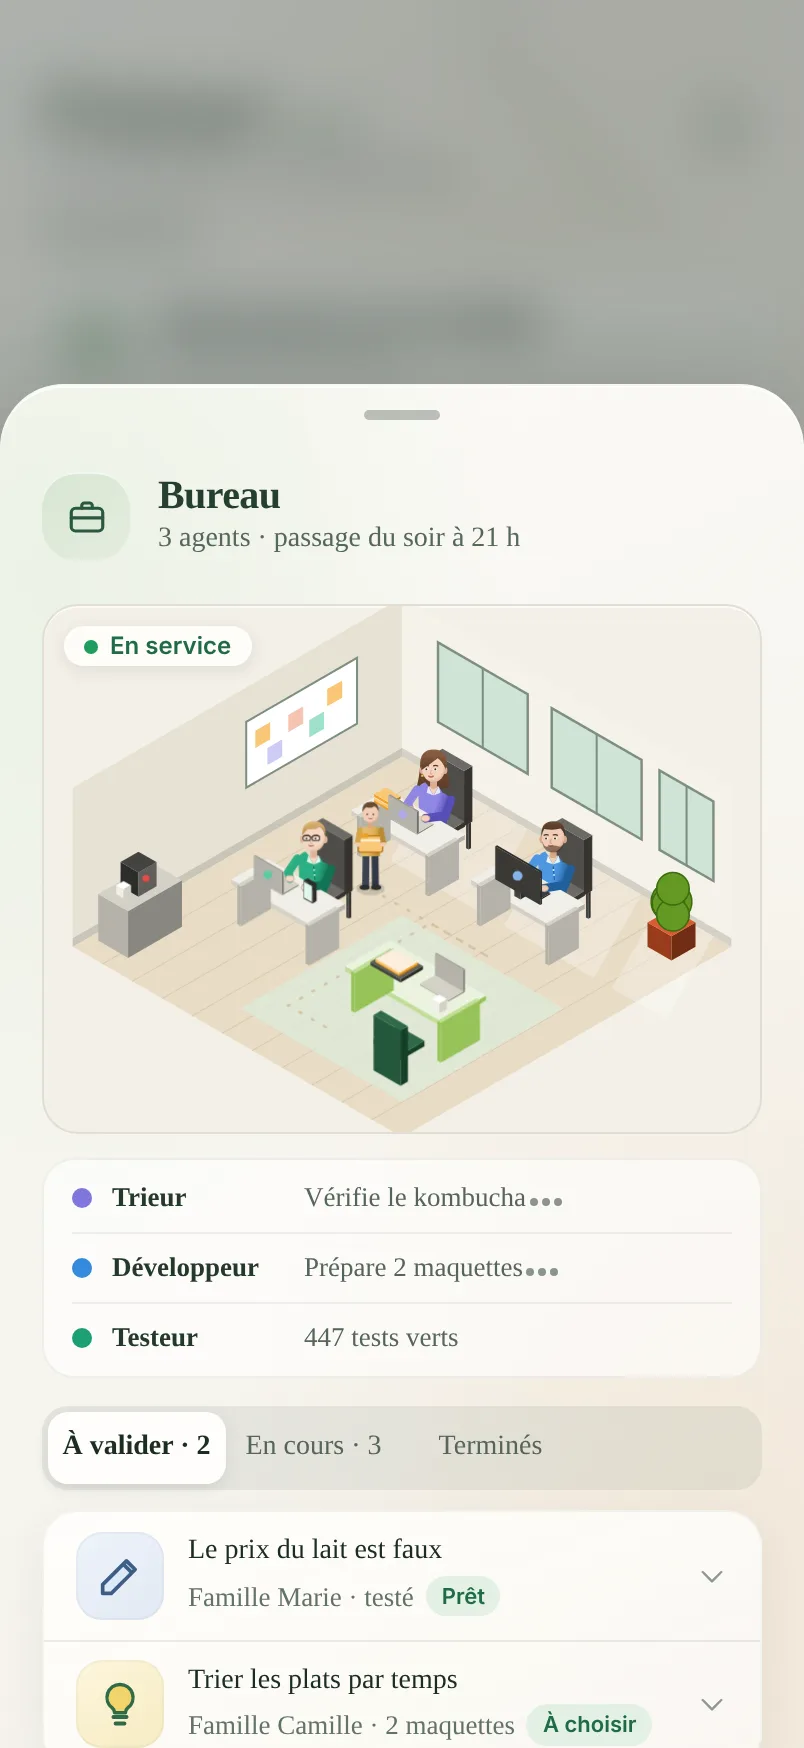 Bureau
3 agents · passage du soir à 21 h
En service
Trieur Vérifie le kombucha
Développeur Prépare 2 maquettes
Testeur 447 tests verts
À valider · 2 En cours · 3 Terminés
Le prix du lait est faux
Famille Marie · testé Prêt
Trier les plats par temps
Famille Camille · 2 maquettes À choisir